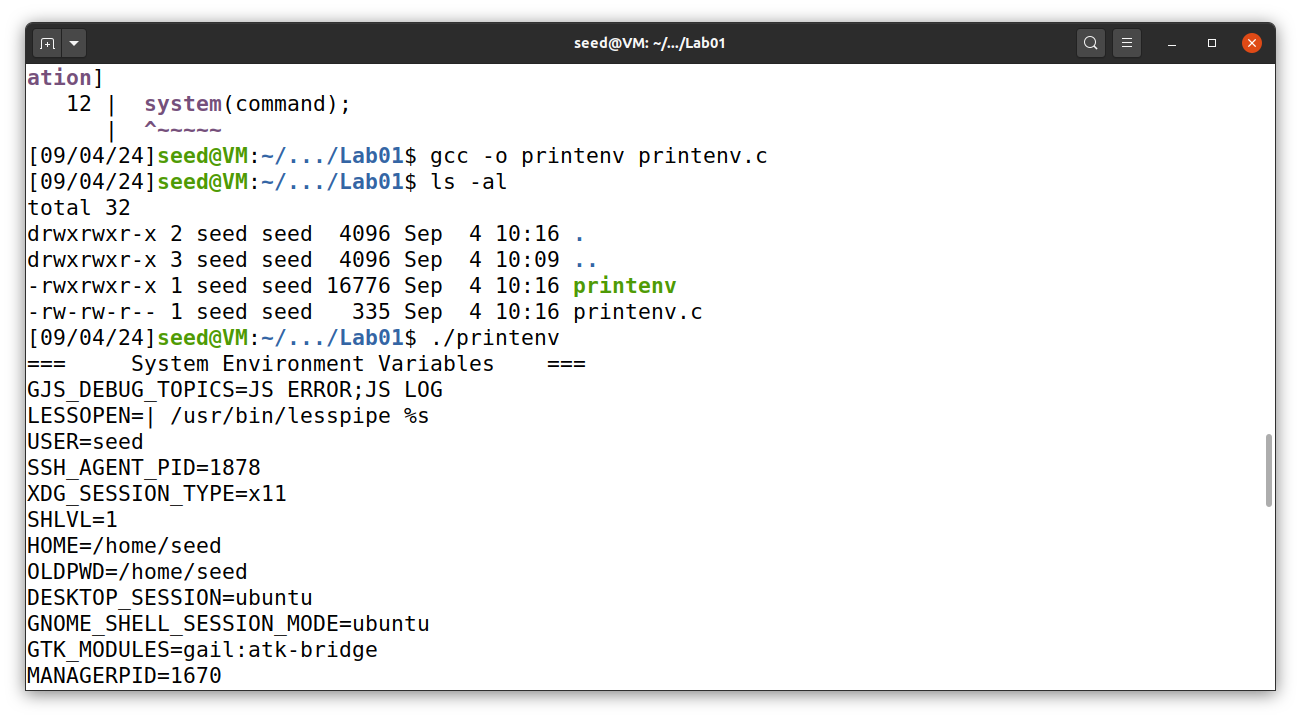 seed@VM: ~/.../Lab01
ation]
   12 |  system(command);
      |  ^~~~~~
[09/04/24]seed@VM:~/.../Lab01$ gcc -o printenv printenv.c
[09/04/24]seed@VM:~/.../Lab01$ ls -al
total 32
drwxrwxr-x 2 seed seed  4096 Sep  4 10:16 .
drwxrwxr-x 3 seed seed  4096 Sep  4 10:09 ..
-rwxrwxr-x 1 seed seed 16776 Sep  4 10:16 printenv
-rw-rw-r-- 1 seed seed   335 Sep  4 10:16 printenv.c
[09/04/24]seed@VM:~/.../Lab01$ ./printenv
===     System Environment Variables    ===
GJS_DEBUG_TOPICS=JS ERROR;JS LOG
LESSOPEN=| /usr/bin/lesspipe %s
USER=seed
SSH_AGENT_PID=1878
XDG_SESSION_TYPE=x11
SHLVL=1
HOME=/home/seed
OLDPWD=/home/seed
DESKTOP_SESSION=ubuntu
GNOME_SHELL_SESSION_MODE=ubuntu
GTK_MODULES=gail:atk-bridge
MANAGERPID=1670